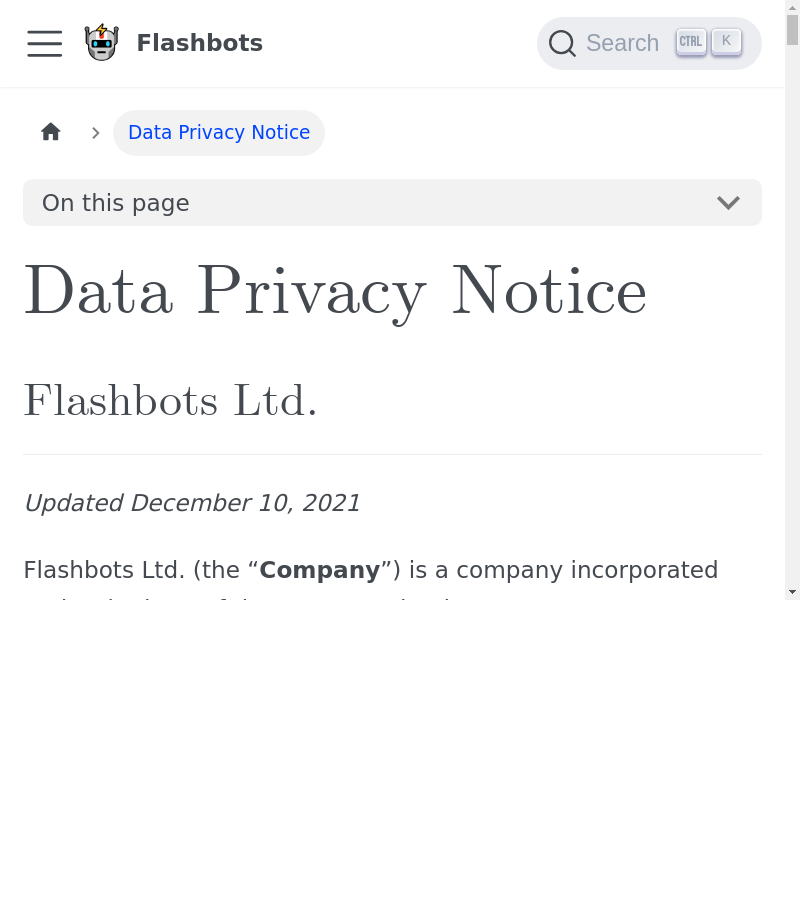 Flashbots
Search CTRL K
Data Privacy Notice
On this page
Data Privacy Notice
Flashbots Ltd.
Updated December 10, 2021
Flashbots Ltd. (the “Company”) is a company incorporated